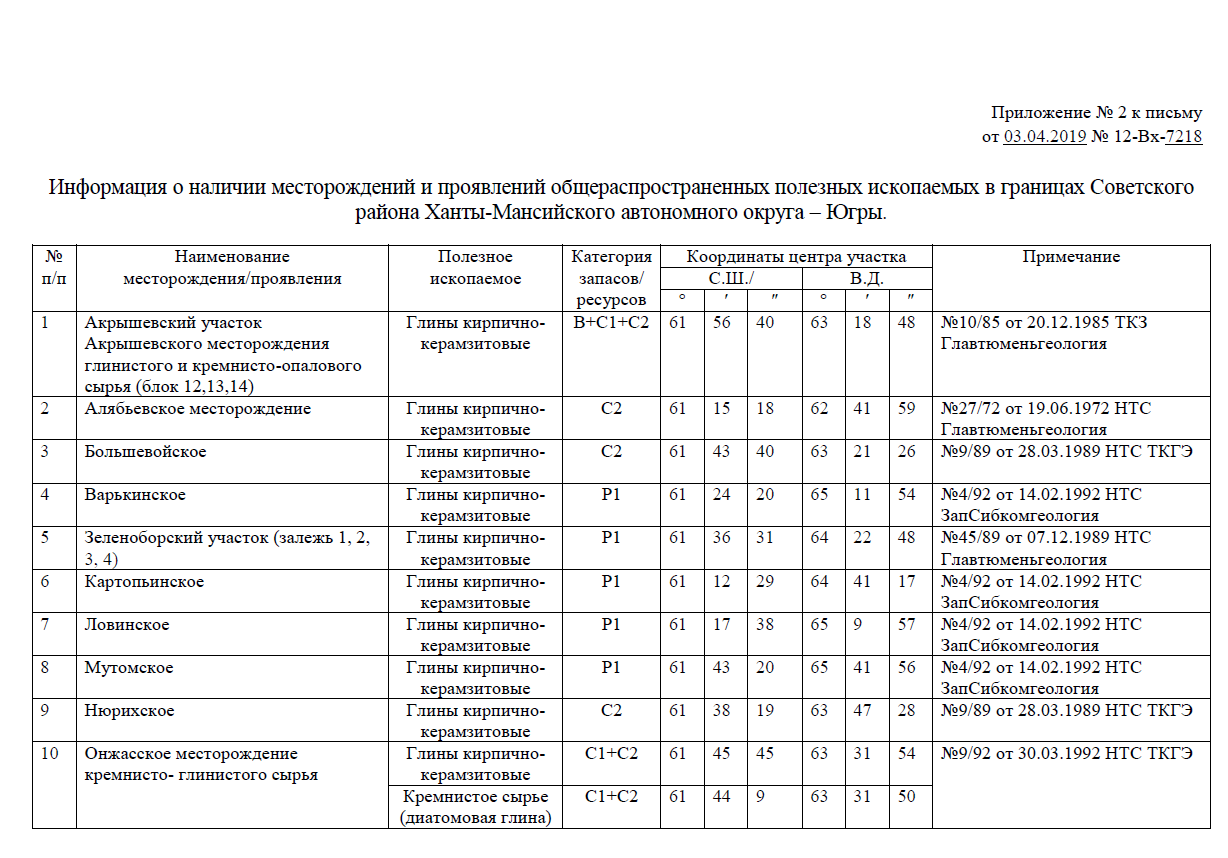 Приложение № 2 к письму
от 03.04.2019 № 12-Вх-7218
Информация о наличии месторождений и проявлений общераспространенных полезных ископаемых в границах Советского
района Ханты-Мансийского автономного округа – Югры.
№ п/п Наименование месторождения/проявления Полезное ископаемое Категория запасов/ресурсов Координаты центра участка Примечание
С.Ш./ В.Д.
° ′ ″ ° ′ ″
1 Акрышевский участок Глины кирпично- В+С1+С2 61 56 40 63 18 48 №10/85 от 20.12.1985 ТКЗ
Акрышевского месторождения керамзитовые Главтюменьгеология
глинистого и кремнисто-опалового
сырья (блок 12,13,14)
2 Алябьевское месторождение Глины кирпично- С2 61 15 18 62 41 59 №27/72 от 19.06.1972 НТС
керамзитовые Главтюменьгеология
3 Большевойское Глины кирпично- С2 61 43 40 63 21 26 №9/89 от 28.03.1989 НТС ТКГЭ
керамзитовые
4 Варькинское Глины кирпично- Р1 61 24 20 65 11 54 №4/92 от 14.02.1992 НТС
керамзитовые ЗапСибкомгеология
5 Зеленоборский участок (залежь 1, 2, Глины кирпично- Р1 61 36 31 64 22 48 №45/89 от 07.12.1989 НТС
3, 4) керамзитовые Главтюменьгеология
6 Картопьинское Глины кирпично- Р1 61 12 29 64 41 17 №4/92 от 14.02.1992 НТС
керамзитовые ЗапСибкомгеология
7 Ловинское Глины кирпично- Р1 61 17 38 65 9 57 №4/92 от 14.02.1992 НТС
керамзитовые ЗапСибкомгеология
8 Мутомское Глины кирпично- Р1 61 43 20 65 41 56 №4/92 от 14.02.1992 НТС
керамзитовые ЗапСибкомгеология
9 Нюрихское Глины кирпично- С2 61 38 19 63 47 28 №9/89 от 28.03.1989 НТС ТКГЭ
керамзитовые
10 Онжасское месторождение Глины кирпично- С1+С2 61 45 45 63 31 54 №9/92 от 30.03.1992 НТС ТКГЭ
кремнисто- глинистого сырья керамзитовые
Кремнистое сырье С1+С2 61 44 9 63 31 50
(диатомовая глина)